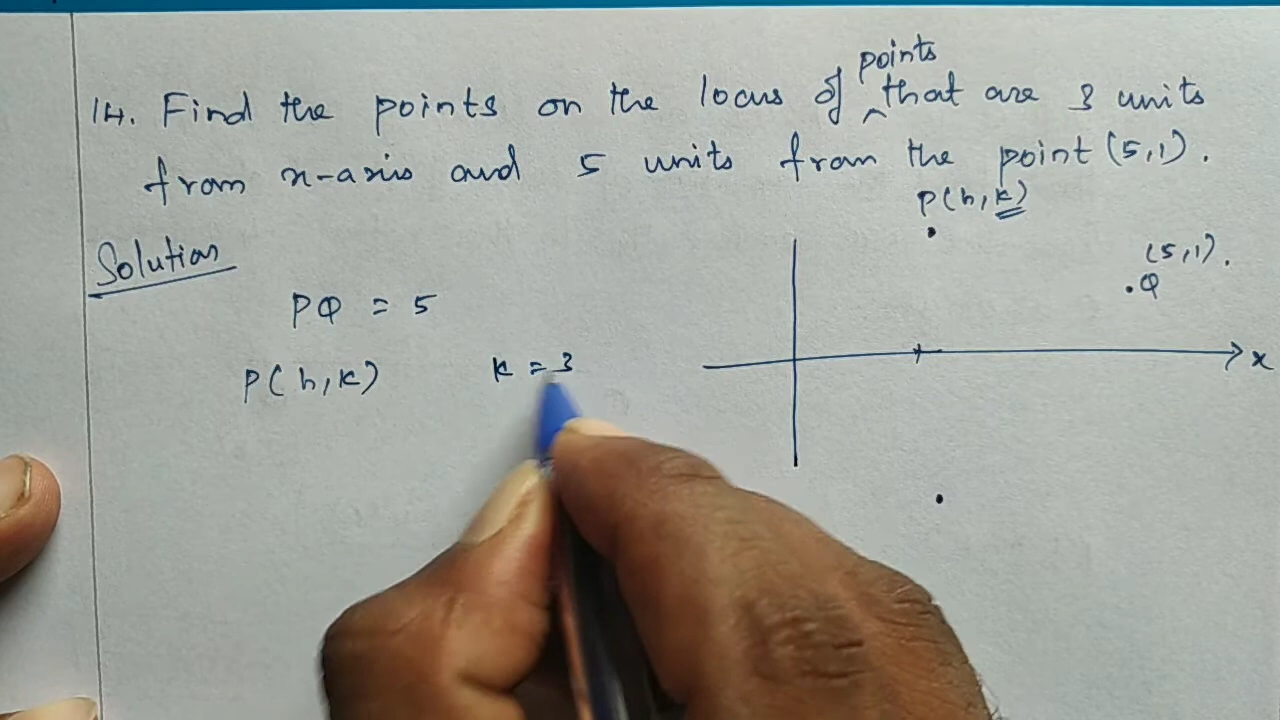 points
14. Find the points on the locus of ^ that are 3 units
from x-axis and 5 units from the point (5,1).
P(h,k)
Solution
(5,1).
Q
PQ = 5
x
P(h,k) k = 3